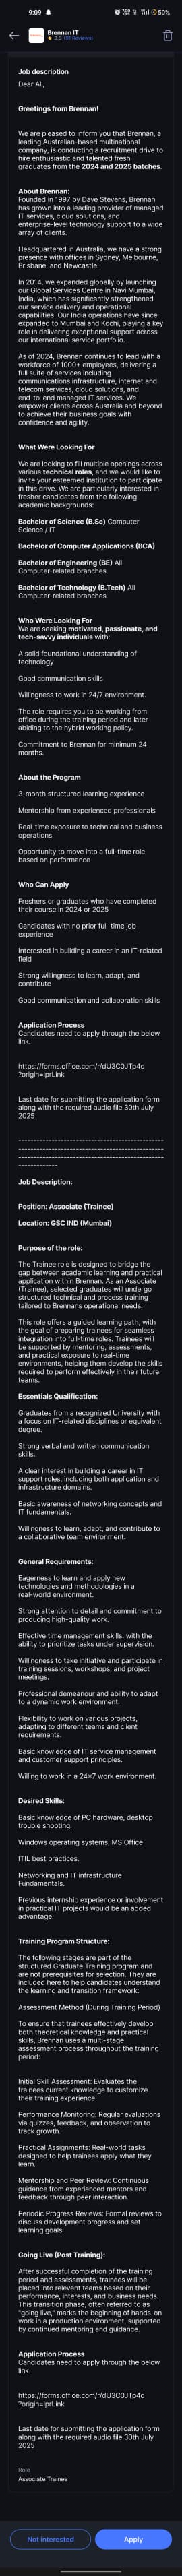 9:09
50%
Brennan IT
3.8 (91 Reviews)
Job description
Dear All,
Greetings from Brennan!
We are pleased to inform you that Brennan, a
leading Australian-based multinational
company, is conducting a recruitment drive to
hire enthusiastic and talented fresh
graduates from the 2024 and 2025 batches.
About Brennan:
Founded in 1997 by Dave Stevens, Brennan
has grown into a leading provider of managed
IT services, cloud solutions, and
enterprise-level technology support to a wide
array of clients.
Headquartered in Australia, we have a strong
presence with offices in Sydney, Melbourne,
Brisbane, and Newcastle.
In 2014, we expanded globally by launching
our Global Services Centre in Navi Mumbai,
India, which has significantly strengthened
our service delivery and operational
capabilities. Our India operations have since
expanded to Mumbai and Kochi, playing a key
role in delivering exceptional support across
our international service portfolio.
As of 2024, Brennan continues to lead with a
workforce of 1000+ employees, delivering a
full suite of services including
communications infrastructure, internet and
telecom services, cloud solutions, and
end-to-end managed IT services. We
empower clients across Australia and beyond
to achieve their business goals with
confidence and agility.
What Were Looking For
We are looking to fill multiple openings across
various technical roles, and we would like to
invite your esteemed institution to participate
in this drive. We are particularly interested in
fresher candidates from the following
academic backgrounds:
Bachelor of Science (B.Sc) Computer
Science / IT
Bachelor of Computer Applications (BCA)
Bachelor of Engineering (BE) All
Computer-related branches
Bachelor of Technology (B.Tech) All
Computer-related branches
Who Were Looking For
We are seeking motivated, passionate, and
tech-savvy individuals with:
A solid foundational understanding of
technology
Good communication skills
Willingness to work in 24/7 environment.
The role requires you to be working from
office during the training period and later
abiding to the hybrid working policy.
Commitment to Brennan for minimum 24
months.
About the Program
3-month structured learning experience
Mentorship from experienced professionals
Real-time exposure to technical and business
operations
Opportunity to move into a full-time role
based on performance
Who Can Apply
Freshers or graduates who have completed
their course in 2024 or 2025
Candidates with no prior full-time job
experience
Interested in building a career in an IT-related
field
Strong willingness to learn, adapt, and
contribute
Good communication and collaboration skills
Application Process
Candidates need to apply through the below
link.
https://forms.office.com/r/dU3C0JTp4d
?origin=lprLink
Last date for submitting the application form
along with the required audio file 30th July
2025
------------------------------------------------
------------------------------------------------
------------------------------------------------
-------------
Job Description:
Position: Associate (Trainee)
Location: GSC IND (Mumbai)
Purpose of the role:
The Trainee role is designed to bridge the
gap between academic learning and practical
application within Brennan. As an Associate
(Trainee), selected graduates will undergo
structured technical and process training
tailored to Brennans operational needs.
This role offers a guided learning path, with
the goal of preparing trainees for seamless
integration into full-time roles. Trainees will
be supported by mentoring, assessments,
and practical exposure to real-time
environments, helping them develop the skills
required to perform effectively in their future
teams.
Essentials Qualification:
Graduates from a recognized University with
a focus on IT-related disciplines or equivalent
degree.
Strong verbal and written communication
skills.
A clear interest in building a career in IT
support roles, including both application and
infrastructure domains.
Basic awareness of networking concepts and
IT fundamentals.
Willingness to learn, adapt, and contribute to
a collaborative team environment.
General Requirements:
Eagerness to learn and apply new
technologies and methodologies in a
real-world environment.
Strong attention to detail and commitment to
producing high-quality work.
Effective time management skills, with the
ability to prioritize tasks under supervision.
Willingness to take initiative and participate in
training sessions, workshops, and project
meetings.
Professional demeanour and ability to adapt
to a dynamic work environment.
Flexibility to work on various projects,
adapting to different teams and client
requirements.
Basic knowledge of IT service management
and customer support principles.
Willing to work in a 24×7 work environment.
Desired Skills:
Basic knowledge of PC hardware, desktop
trouble shooting.
Windows operating systems, MS Office
ITIL best practices.
Networking and IT infrastructure
Fundamentals.
Previous internship experience or involvement
in practical IT projects would be an added
advantage.
Training Program Structure:
The following stages are part of the
structured Graduate Training program and
are not prerequisites for selection. They are
included here to help candidates understand
the learning and transition framework:
Assessment Method (During Training Period)
To ensure that trainees effectively develop
both theoretical knowledge and practical
skills, Brennan uses a multi-stage
assessment process throughout the training
period:
Initial Skill Assessment: Evaluates the
trainees current knowledge to customize
their training experience.
Performance Monitoring: Regular evaluations
via quizzes, feedback, and observation to
track growth.
Practical Assignments: Real-world tasks
designed to help trainees apply what they
learn.
Mentorship and Peer Review: Continuous
guidance from experienced mentors and
feedback through peer interaction.
Periodic Progress Reviews: Formal reviews to
discuss development progress and set
learning goals.
Going Live (Post Training):
After successful completion of the training
period and assessments, trainees will be
placed into relevant teams based on their
performance, interests, and business needs.
This transition phase, often referred to as
"going live," marks the beginning of hands-on
work in a production environment, supported
by continued mentoring and guidance.
Application Process
Candidates need to apply through the below
link.
https://forms.office.com/r/dU3C0JTp4d
?origin=lprLink
Last date for submitting the application form
along with the required audio file 30th July
2025
Role
Associate Trainee
Not interested
Apply